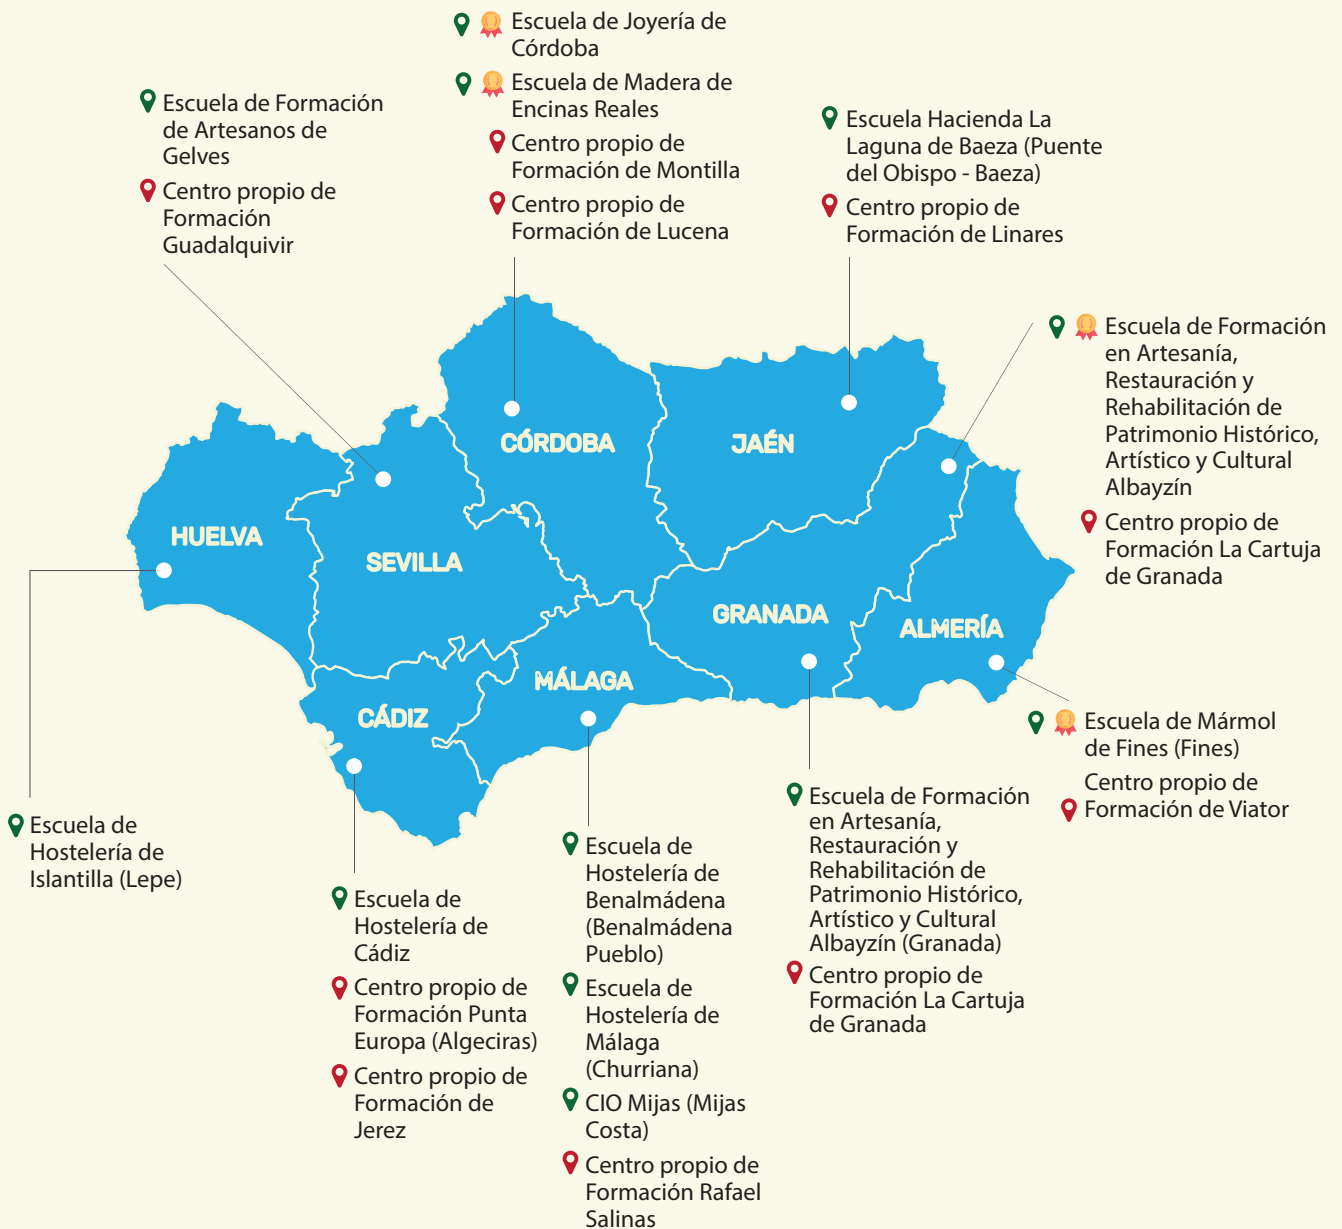 Escuela de Joyería de
Córdoba
Escuela de Madera de
Encinas Reales
Centro propio de
Formación de Montilla
Centro propio de
Formación de Lucena
Escuela de Formación
de Artesanos de
Gelves
Centro propio de
Formación
Guadalquivir
Escuela Hacienda La
Laguna de Baeza (Puente
del Obispo - Baeza)
Centro propio de
Formación de Linares
Escuela de Formación
en Artesanía,
Restauración y
Rehabilitación de
Patrimonio Histórico,
Artístico y Cultural
Albayzín
Centro propio de
Formación La Cartuja
de Granada
CÓRDOBA
JAÉN
HUELVA
SEVILLA
GRANADA
ALMERÍA
MÁLAGA
CÁDIZ
Escuela de Mármol
de Fines (Fines)
Centro propio de
Formación de Viator
Escuela de
Hostelería de
Islantilla (Lepe)
Escuela de
Hostelería de
Cádiz
Centro propio de
Formación Punta
Europa (Algeciras)
Centro propio de
Formación de
Jerez
Escuela de
Hostelería de
Benalmádena
(Benalmádena
Pueblo)
Escuela de
Hostelería de
Málaga
(Churriana)
CIO Mijas (Mijas
Costa)
Centro propio de
Formación Rafael
Salinas
Escuela de Formación
en Artesanía,
Restauración y
Rehabilitación de
Patrimonio Histórico,
Artístico y Cultural
Albayzín (Granada)
Centro propio de
Formación La Cartuja
de Granada